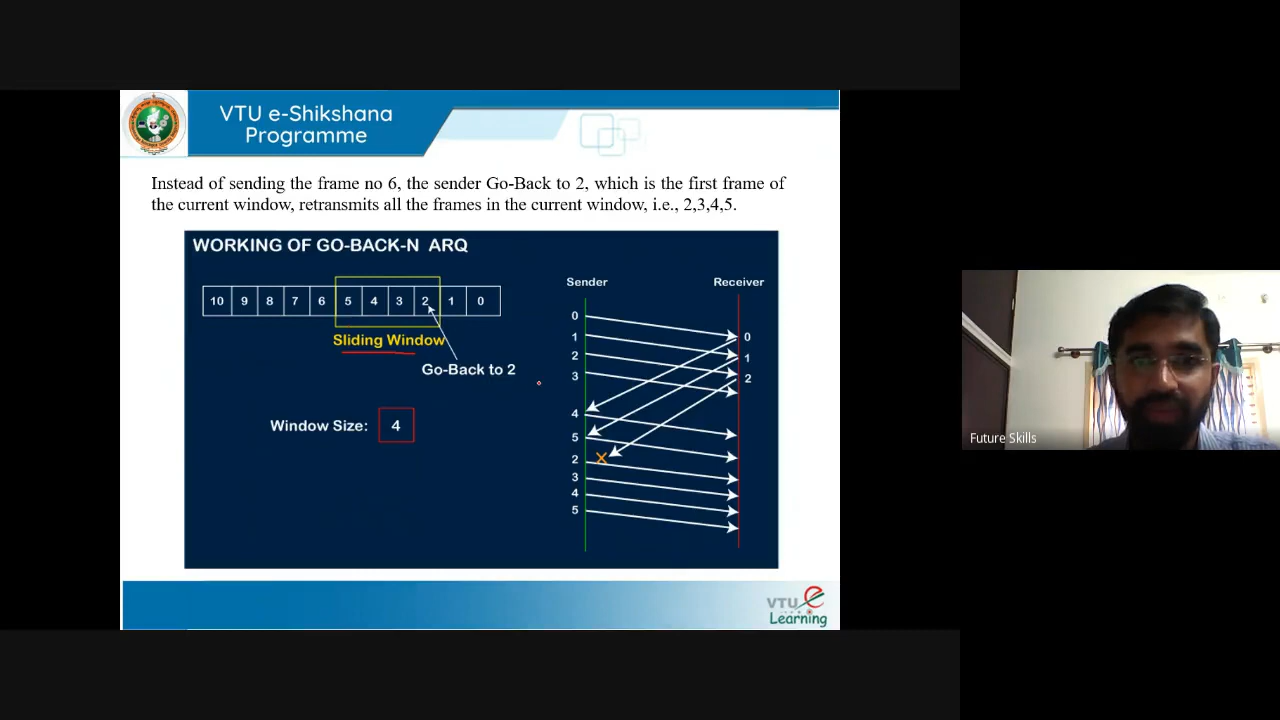 VTU e-Shikshana
Programme
Instead of sending the frame no 6, the sender Go-Back to 2, which is the first frame of
the current window, retransmits all the frames in the current window, i.e., 2,3,4,5.
WORKING OF GO-BACK-N ARQ
10 9 8 7 6 5 4 3 2 1 0
Sliding Window
Go-Back to 2
Window Size: 4
Sender Receiver
0
1 0
2 1
3 2
4
5
2
3
4
5
Future Skills
VTU e
Learning